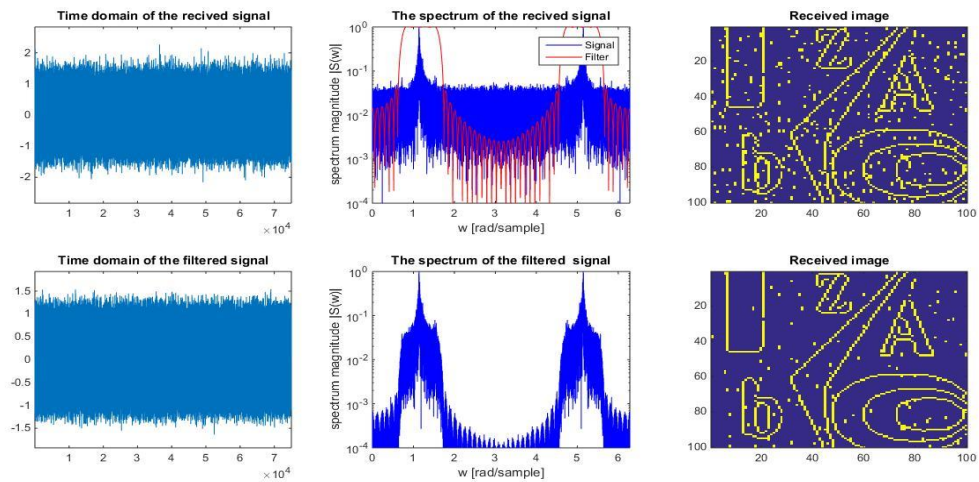 Time domain of the recived signal
2
1
0
-1
-2
1 2 3 4 5 6 7
×10^4
The spectrum of the recived signal
spectrum magnitude |S(w)|
10^0
10^-1
10^-2
10^-3
10^-4
Signal
Filter
0 1 2 3 4 5 6
w [rad/sample]
Received image
20
40
60
80
100
20 40 60 80 100
z
A
b
Time domain of the filtered signal
1.5
1
0.5
0
-0.5
-1
-1.5
1 2 3 4 5 6 7
×10^4
The spectrum of the filtered signal
spectrum magnitude |S(w)|
10^0
10^-1
10^-2
10^-3
10^-4
0 1 2 3 4 5 6
w [rad/sample]
Received image
20
40
60
80
100
20 40 60 80 100
z
A
b